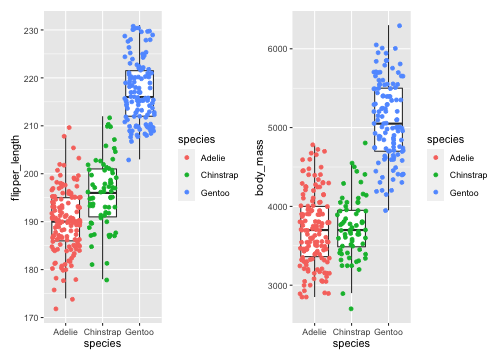 flipper_length
230
220
210
200
190
180
170
Adelie Chinstrap Gentoo
species
species
Adelie
Chinstrap
Gentoo
body_mass
6000
5000
4000
3000
Adelie Chinstrap Gentoo
species
species
Adelie
Chinstrap
Gentoo